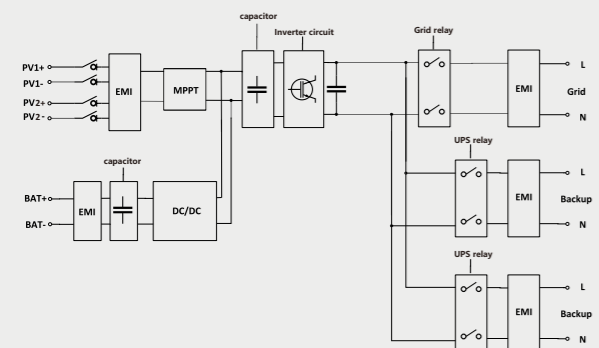 capacitor
Inverter circuit
Grid relay
PV1+
PV1-
PV2+
PV2 -
EMI
MPPT
EMI
L
Grid
N
UPS relay
capacitor
BAT+
BAT-
EMI
DC/DC
EMI
L
Backup
N
UPS relay
EMI
L
Backup
N